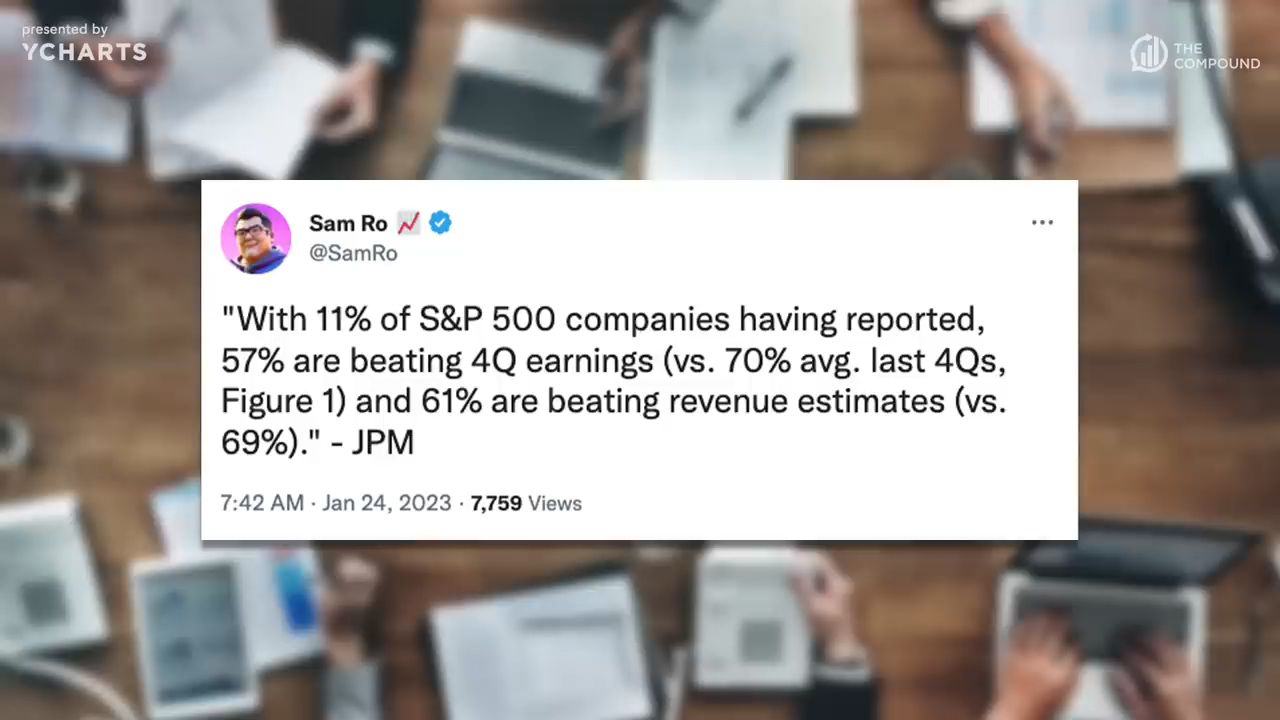 presented by
YCHARTS
THE
COMPOUND
Sam Ro 📈
@SamRo
"With 11% of S&P 500 companies having reported,
57% are beating 4Q earnings (vs. 70% avg. last 4Qs,
Figure 1) and 61% are beating revenue estimates (vs.
69%)." - JPM
7:42 AM · Jan 24, 2023 · 7,759 Views